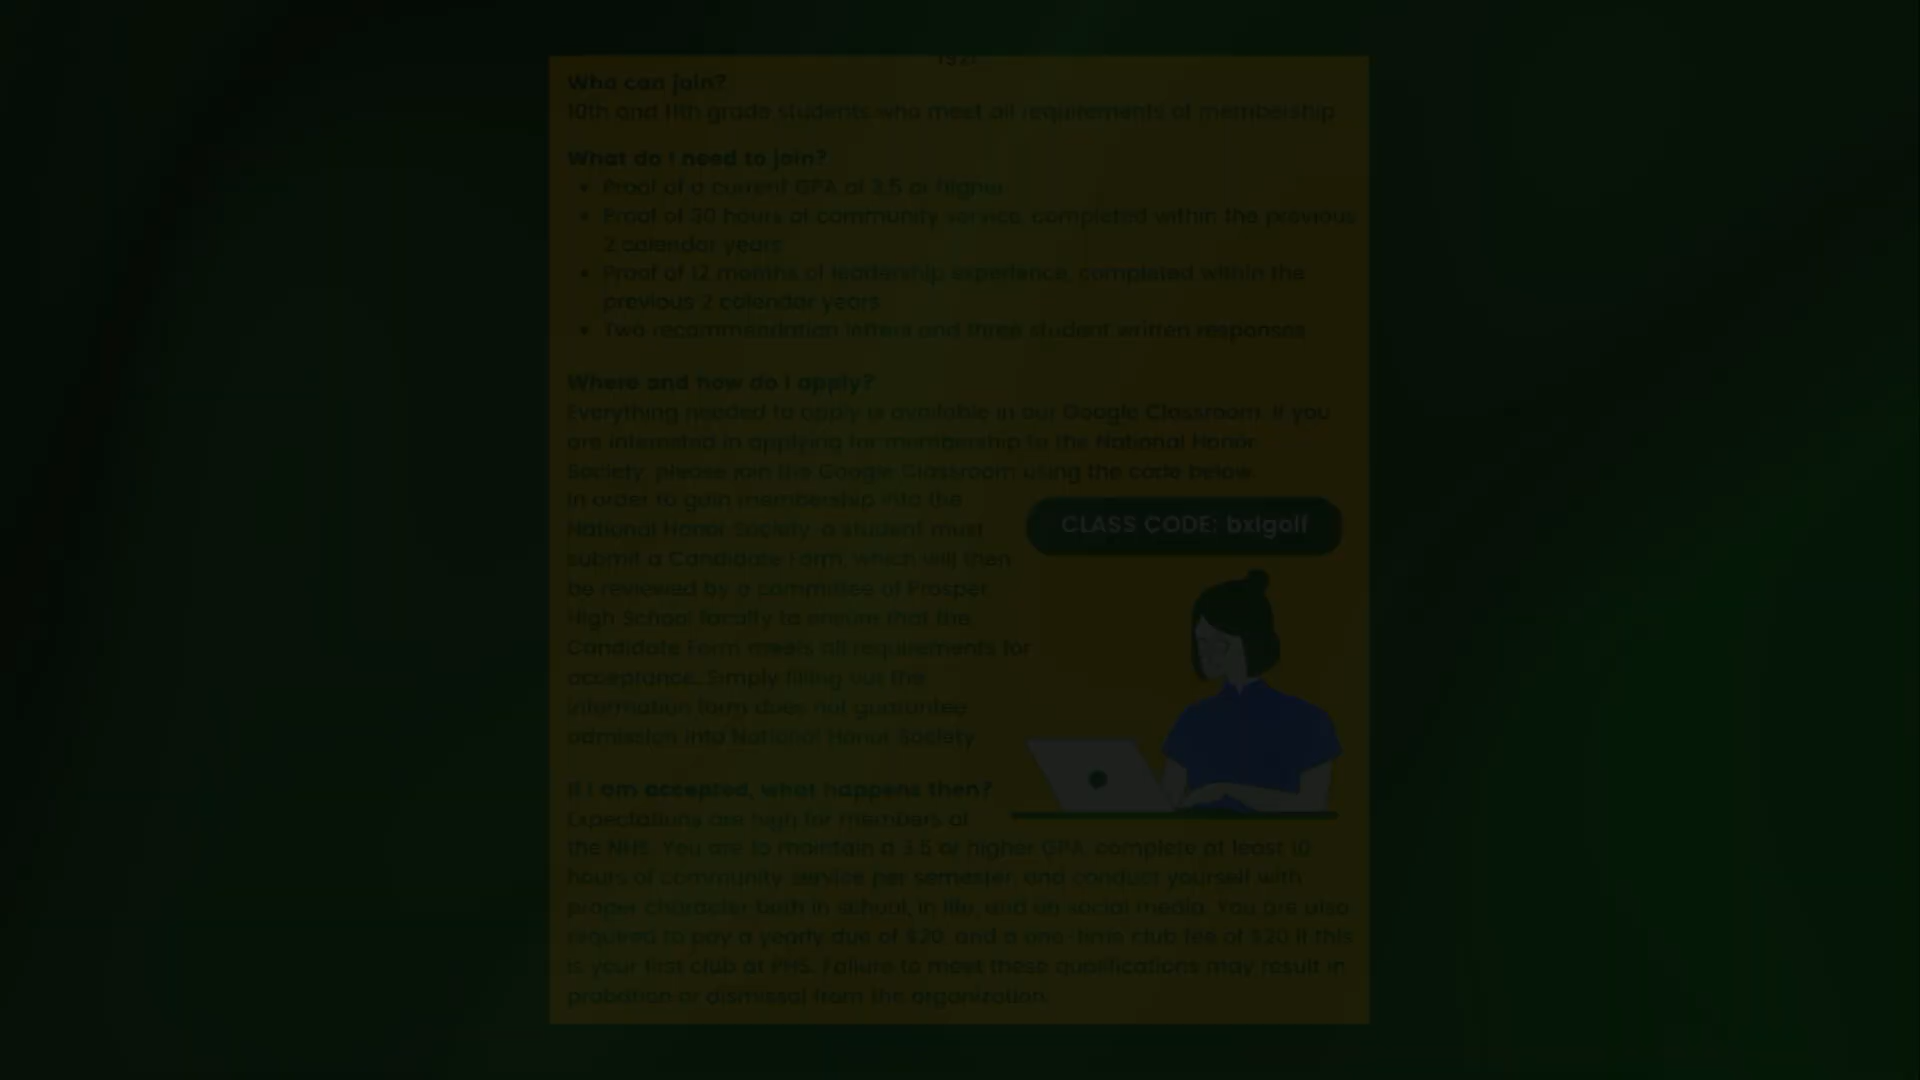 Who can join?
10th and 11th grade students who meet all requirements of membership
What do I need to join?
• Proof of a current GPA of 3.5 or higher
• Proof of 30 hours of community service, completed within the previous
2 calendar years
• Proof of 12 months of leadership experience, completed within the
previous 2 calendar years
• Two recommendation letters and three student written responses
Where and how do I apply?
Everything needed to apply is available in our Google Classroom. If you
are interested in applying for membership to the National Honor
Society, please join the Google Classroom using the code below.
In order to gain membership into the
National Honor Society, a student must
submit a Candidate Form, which will then
be reviewed by a committee of Prosper
High School faculty to ensure that the
Candidate Form meets all requirements for
acceptance. Simply filling out the
information form does not guarantee
admission into National Honor Society
CLASS CODE: bxlgolf
If I am accepted, what happens then?
Expectations are high for members of
the NHS. You are to maintain a 3.5 or higher GPA, complete at least 10
hours of community service per semester, and conduct yourself with
proper character both in school, in life, and on social media. You are also
required to pay a yearly due of $20, and a one-time club fee of $20 if this
is your first club at PHS. Failure to meet these qualifications may result in
probation or dismissal from the organization.